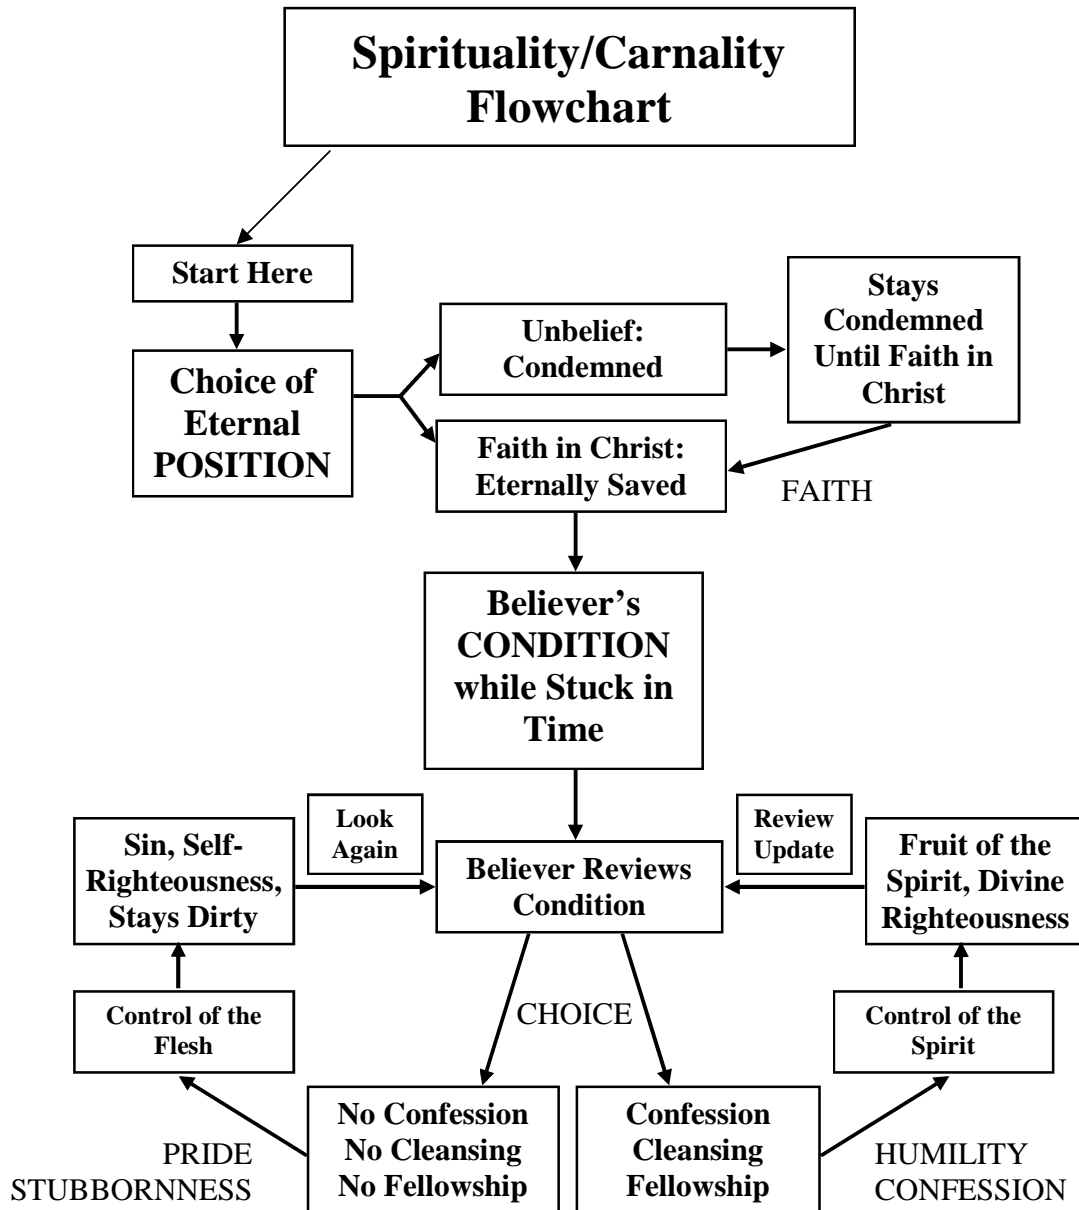 Spirituality/Carnality
Flowchart
Start Here
Choice of
Eternal
POSITION
Unbelief:
Condemned
Stays
Condemned
Until Faith in
Christ
Faith in Christ:
Eternally Saved
FAITH
Believer’s
CONDITION
while Stuck in
Time
Look
Again
Review
Update
Sin, Self-
Righteousness,
Stays Dirty
Believer Reviews
Condition
Fruit of the
Spirit, Divine
Righteousness
Control of the
Flesh
CHOICE
Control of the
Spirit
PRIDE
STUBBORNNESS
No Confession
No Cleansing
No Fellowship
Confession
Cleansing
Fellowship
HUMILITY
CONFESSION